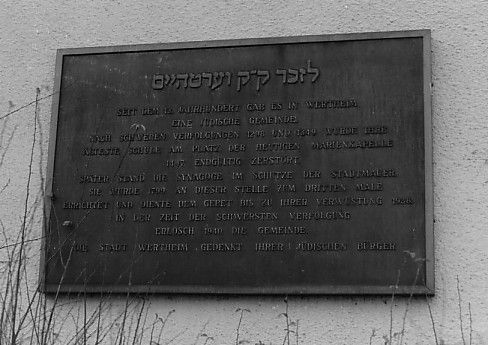 לזכר ק״ק ווערטהיים
SEIT DEM 12. JAHRHUNDERT GAB ES IN WERTHEIM
EINE JÜDISCHE GEMEINDE.
NACH SCHWEREN VERFOLGUNGEN 1298 UND 1349 WURDE IHRE
ÄLTESTE SCHULE AM PLATZ DER HEUTIGEN MARIENKAPELLE
1447 ENDGÜLTIG ZERSTÖRT.
SPÄTER STAND DIE SYNAGOGE IM SCHUTZE DER STADTMAUER.
SIE WURDE 1799 AN DIESER STELLE ZUM DRITTEN MALE
ERRICHTET UND DIENTE DEM GEBET BIS ZU IHRER VERWÜSTUNG 1938.
IN DER ZEIT DER SCHWERSTEN VERFOLGUNG
ERLOSCH 1940 DIE GEMEINDE.
DIE STADT WERTHEIM GEDENKT IHRER JÜDISCHEN BÜRGER